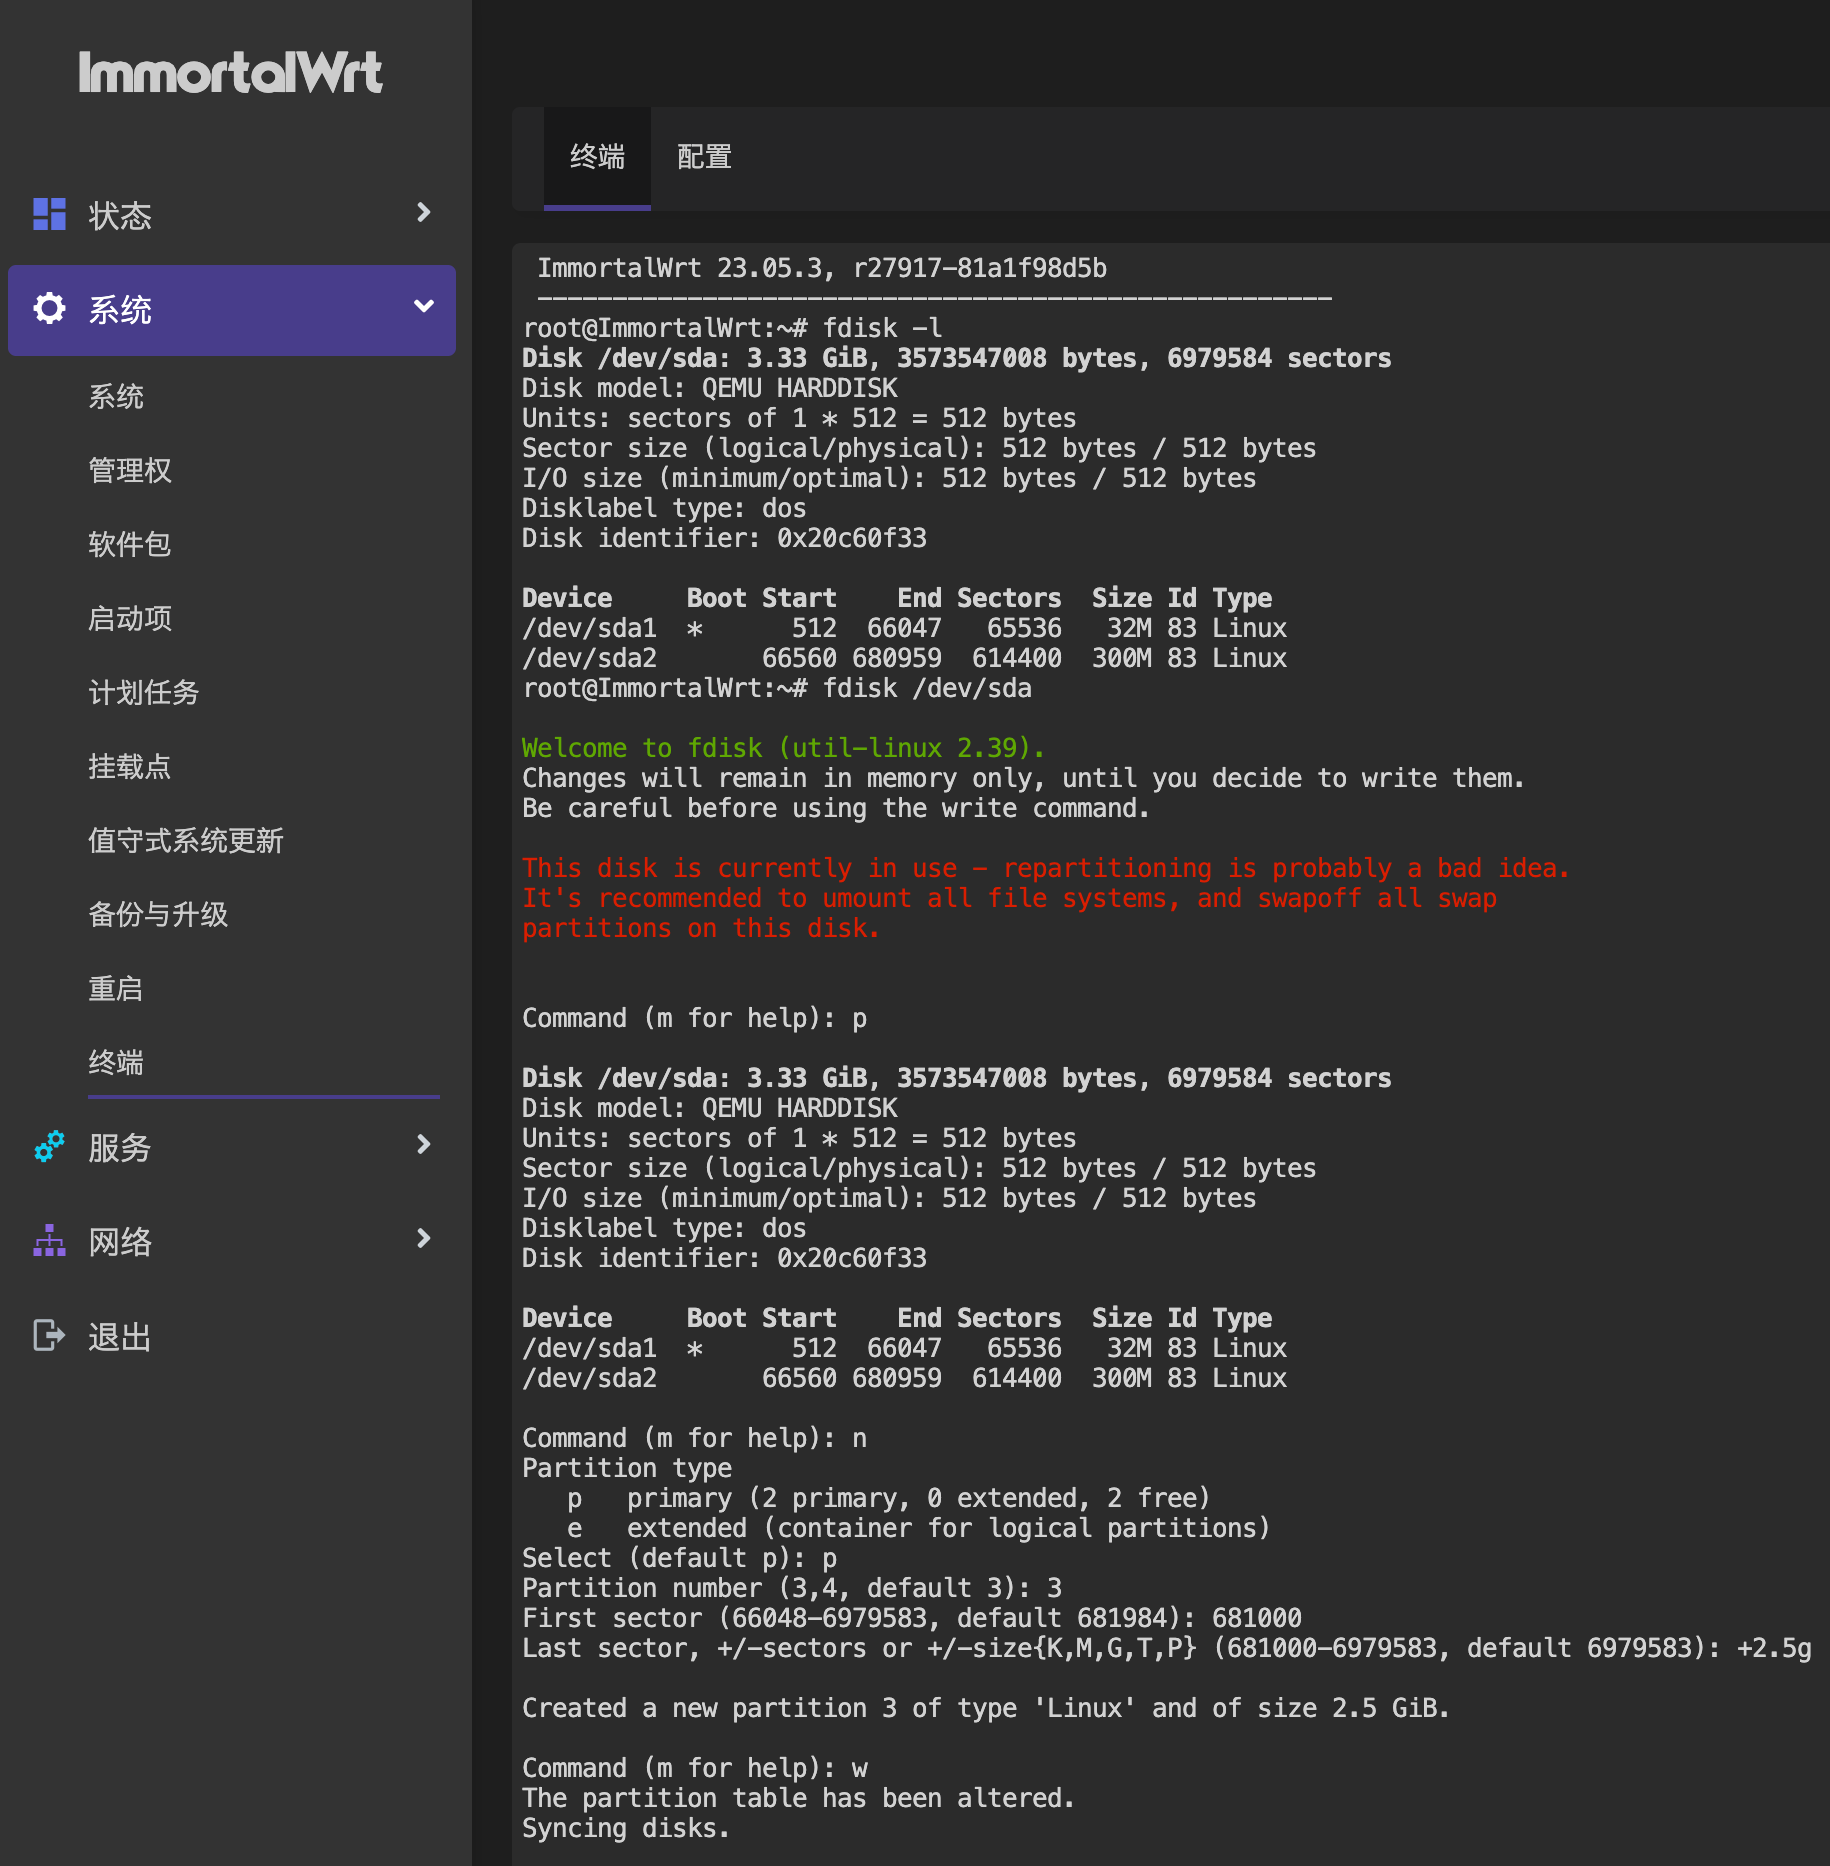 ImmortalWrt
状态
系统
系统
管理权
软件包
启动项
计划任务
挂载点
值守式系统更新
备份与升级
重启
终端
服务
网络
退出
终端 配置
ImmortalWrt 23.05.3, r27917-81a1f98d5b
-----------------------------------------------------
root@ImmortalWrt:~# fdisk -l
Disk /dev/sda: 3.33 GiB, 3573547008 bytes, 6979584 sectors
Disk model: QEMU HARDDISK
Units: sectors of 1 * 512 = 512 bytes
Sector size (logical/physical): 512 bytes / 512 bytes
I/O size (minimum/optimal): 512 bytes / 512 bytes
Disklabel type: dos
Disk identifier: 0x20c60f33
Device     Boot Start    End Sectors  Size Id Type
/dev/sda1  *      512  66047   65536   32M 83 Linux
/dev/sda2       66560 680959  614400  300M 83 Linux
root@ImmortalWrt:~# fdisk /dev/sda
Welcome to fdisk (util-linux 2.39).
Changes will remain in memory only, until you decide to write them.
Be careful before using the write command.
This disk is currently in use - repartitioning is probably a bad idea.
It's recommended to umount all file systems, and swapoff all swap
partitions on this disk.
Command (m for help): p
Disk /dev/sda: 3.33 GiB, 3573547008 bytes, 6979584 sectors
Disk model: QEMU HARDDISK
Units: sectors of 1 * 512 = 512 bytes
Sector size (logical/physical): 512 bytes / 512 bytes
I/O size (minimum/optimal): 512 bytes / 512 bytes
Disklabel type: dos
Disk identifier: 0x20c60f33
Device     Boot Start    End Sectors  Size Id Type
/dev/sda1  *      512  66047   65536   32M 83 Linux
/dev/sda2       66560 680959  614400  300M 83 Linux
Command (m for help): n
Partition type
   p   primary (2 primary, 0 extended, 2 free)
   e   extended (container for logical partitions)
Select (default p): p
Partition number (3,4, default 3): 3
First sector (66048-6979583, default 681984): 681000
Last sector, +/-sectors or +/-size{K,M,G,T,P} (681000-6979583, default 6979583): +2.5g
Created a new partition 3 of type 'Linux' and of size 2.5 GiB.
Command (m for help): w
The partition table has been altered.
Syncing disks.